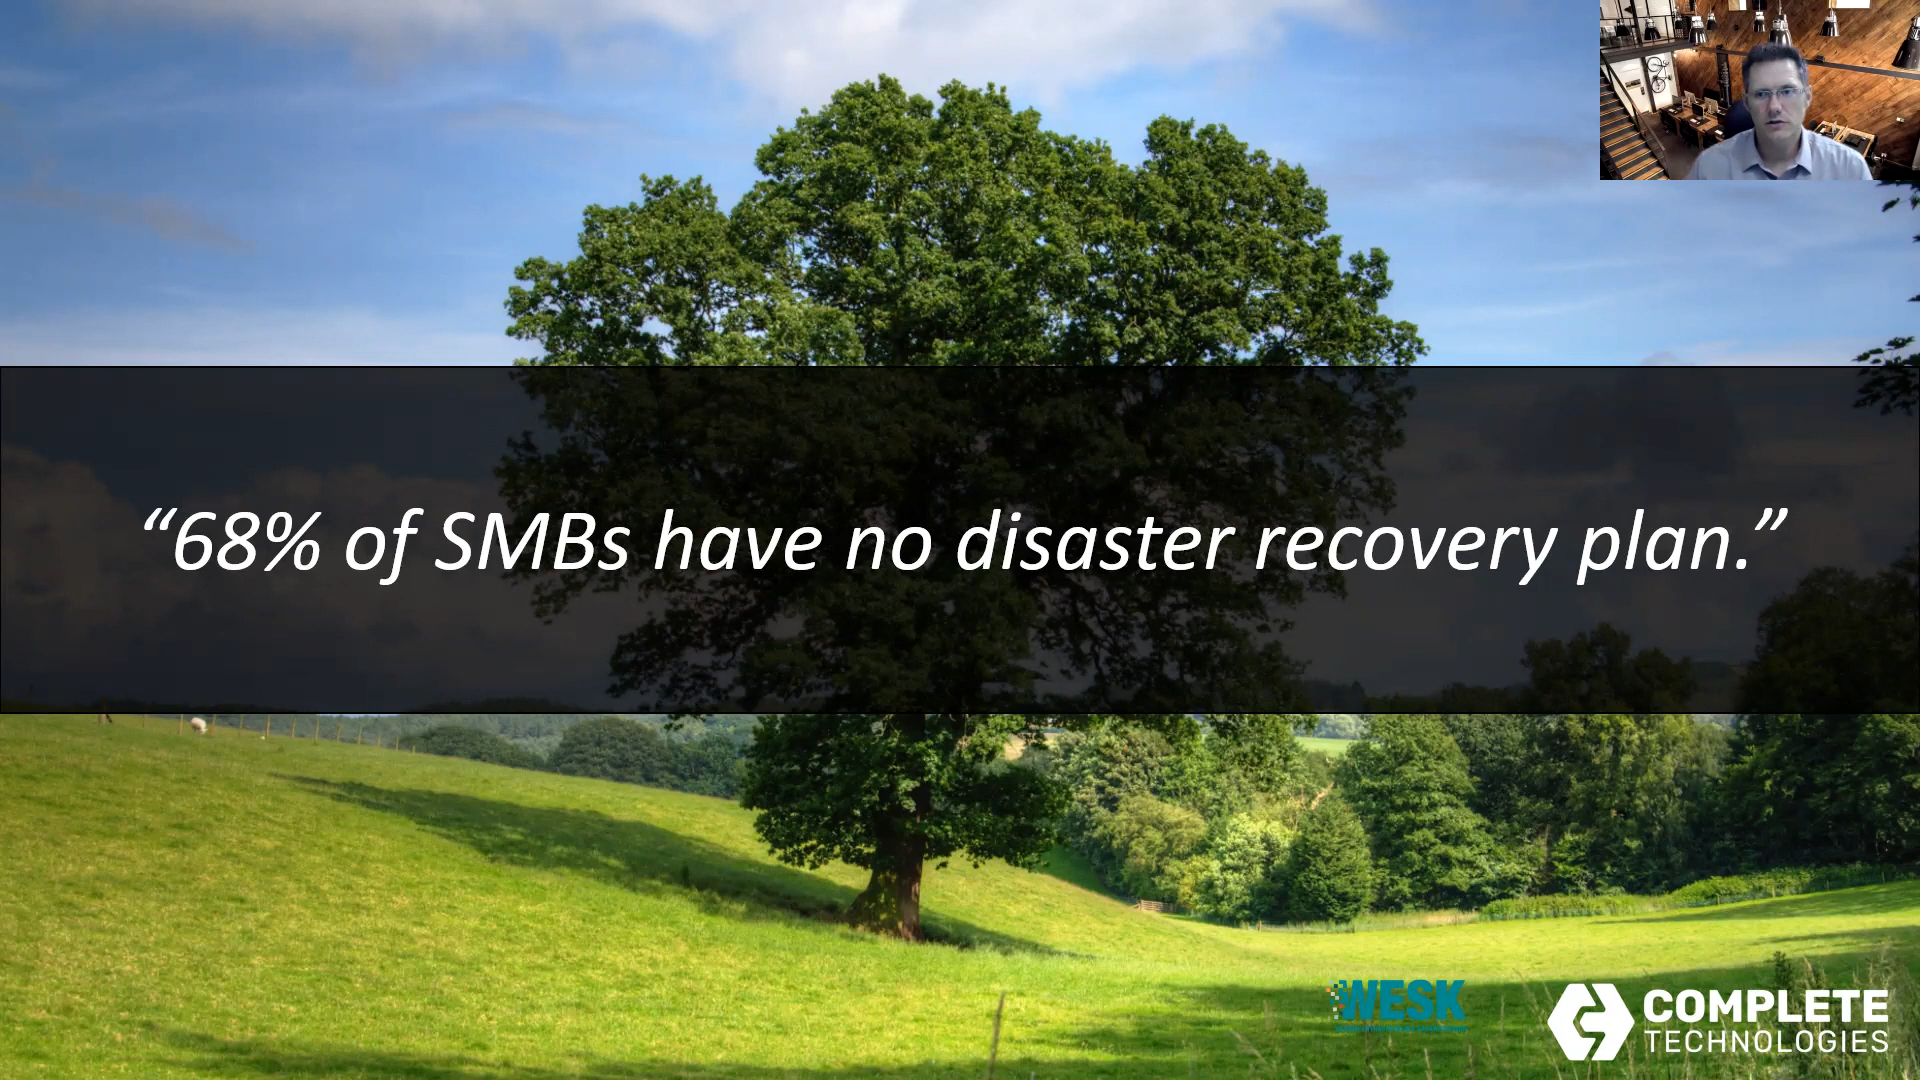 “68% of SMBs have no disaster recovery plan.”
WESK
COMPLETE
TECHNOLOGIES